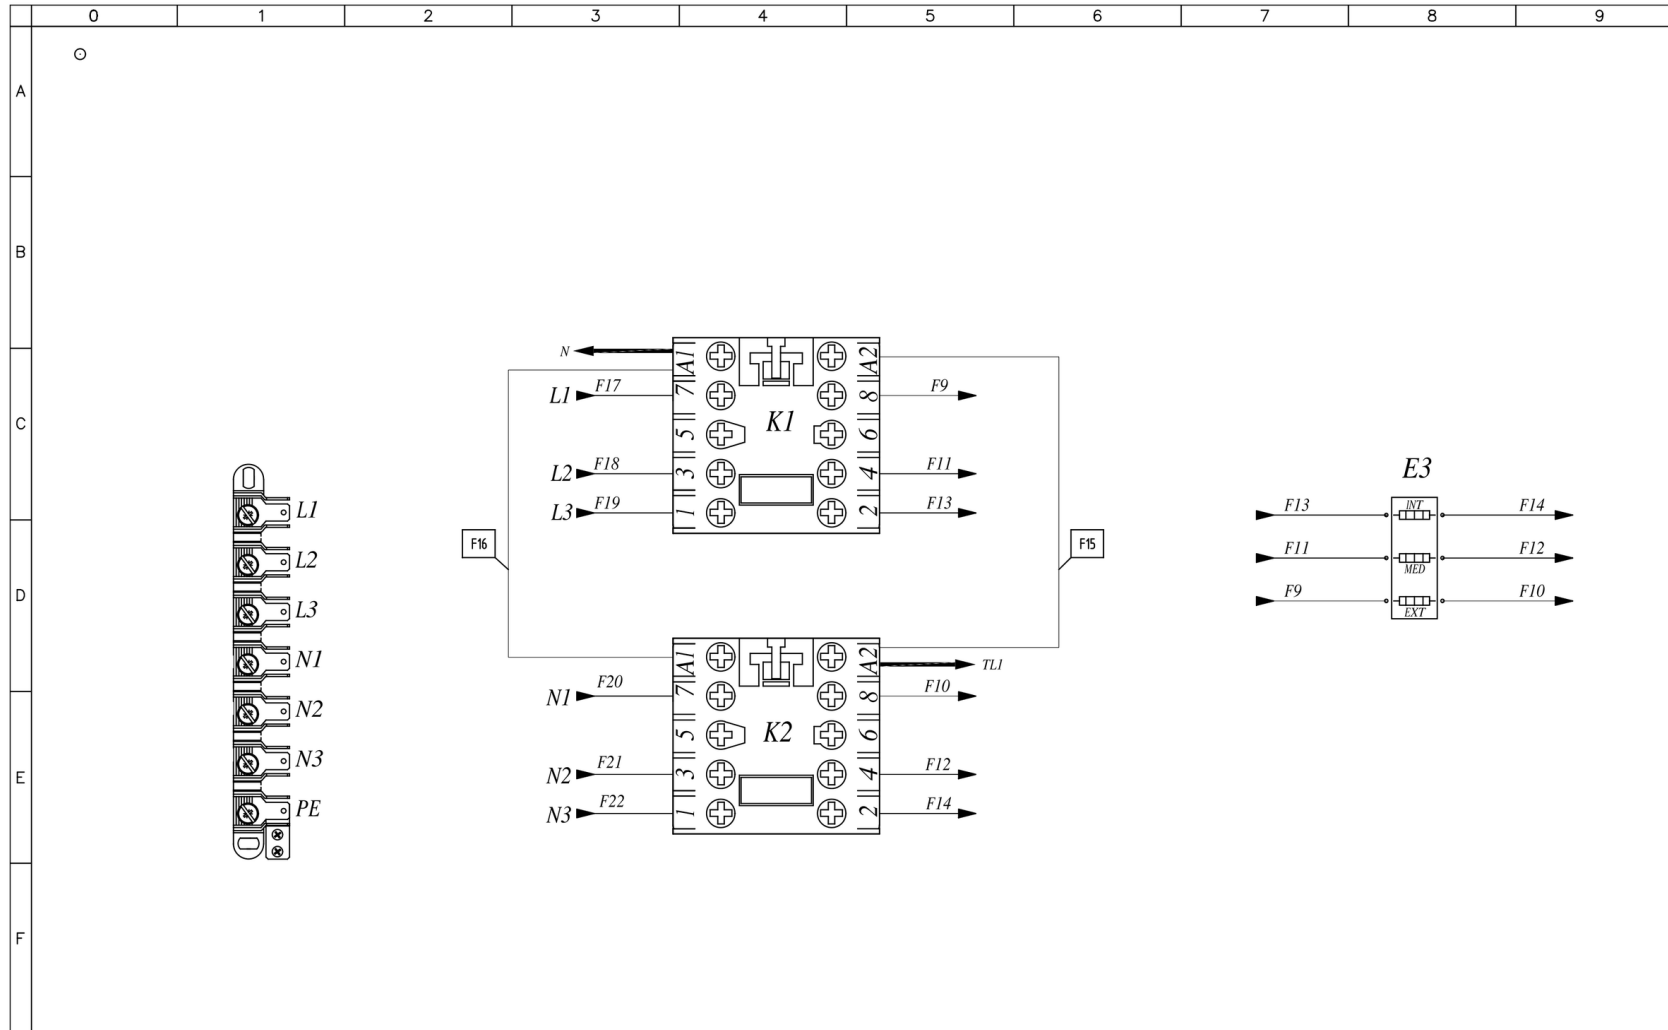 0 1 2 3 4 5 6 7 8 9
A
B
C
D
E
F
N
A1 A2
L1 F17 7 8 F9
K1
5 6
L2 F18 3 4 F11
L3 F19 1 2 F13
F16
F15
A1 A2
TL1
N1 F20 7 8 F10
K2
5 6
N2 F21 3 4 F12
N3 F22 1 2 F14
L1
L2
L3
N1
N2
N3
PE
E3
F13 INT F14
F11 MED F12
F9 EXT F10